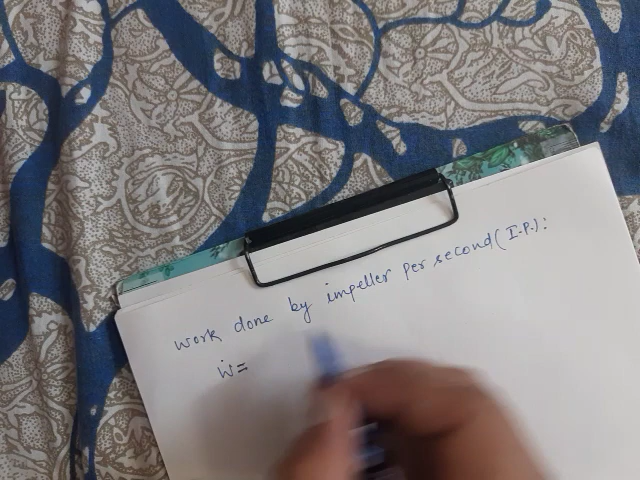 work done by impeller per second (I.P.):
Ẇ=